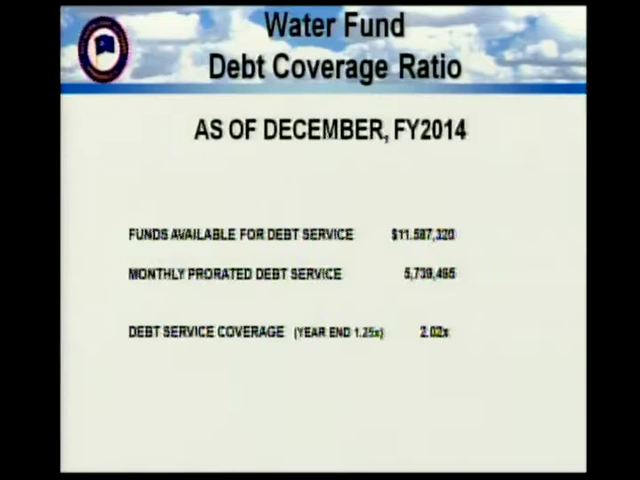 Water Fund
Debt Coverage Ratio
AS OF DECEMBER, FY2014
FUNDS AVAILABLE FOR DEBT SERVICE $11,587,320
MONTHLY PRORATED DEBT SERVICE 5,739,495
DEBT SERVICE COVERAGE (YEAR END 1.25x) 2.02x